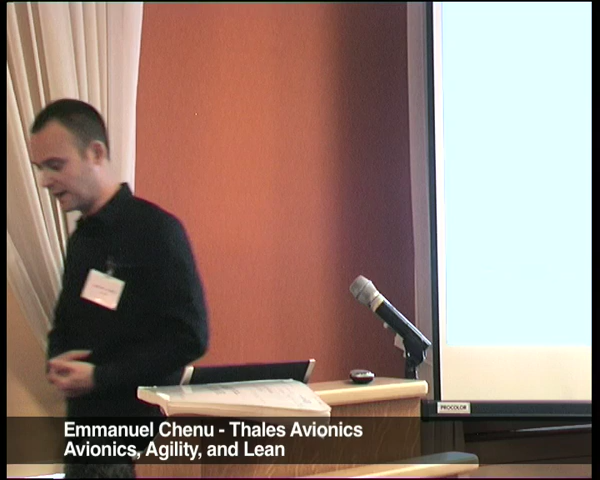 PROCOLOR
Emmanuel Chenu - Thales Avionics
Avionics, Agility, and Lean